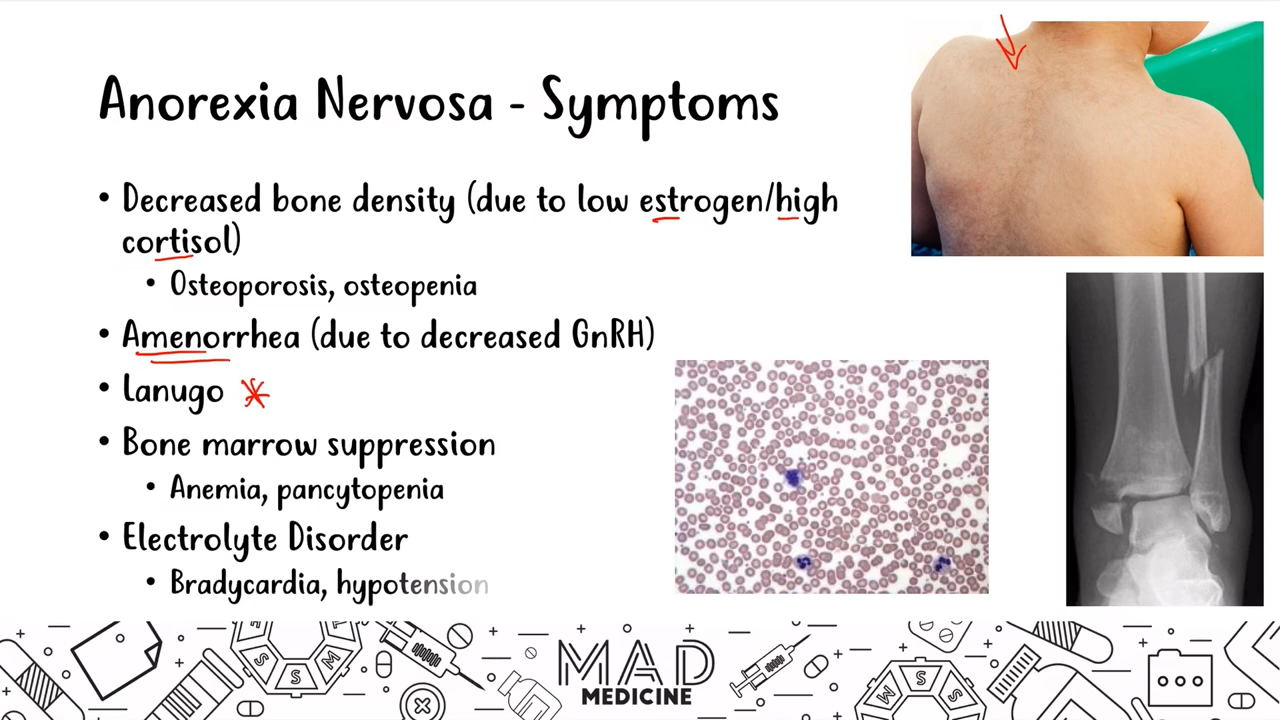 Anorexia Nervosa - Symptoms
• Decreased bone density (due to low estrogen/high
cortisol)
• Osteoporosis, osteopenia
• Amenorrhea (due to decreased GnRH)
• Lanugo *
• Bone marrow suppression
• Anemia, pancytopenia
• Electrolyte Disorder
• Bradycardia, hypotension
MAD
MEDICINE